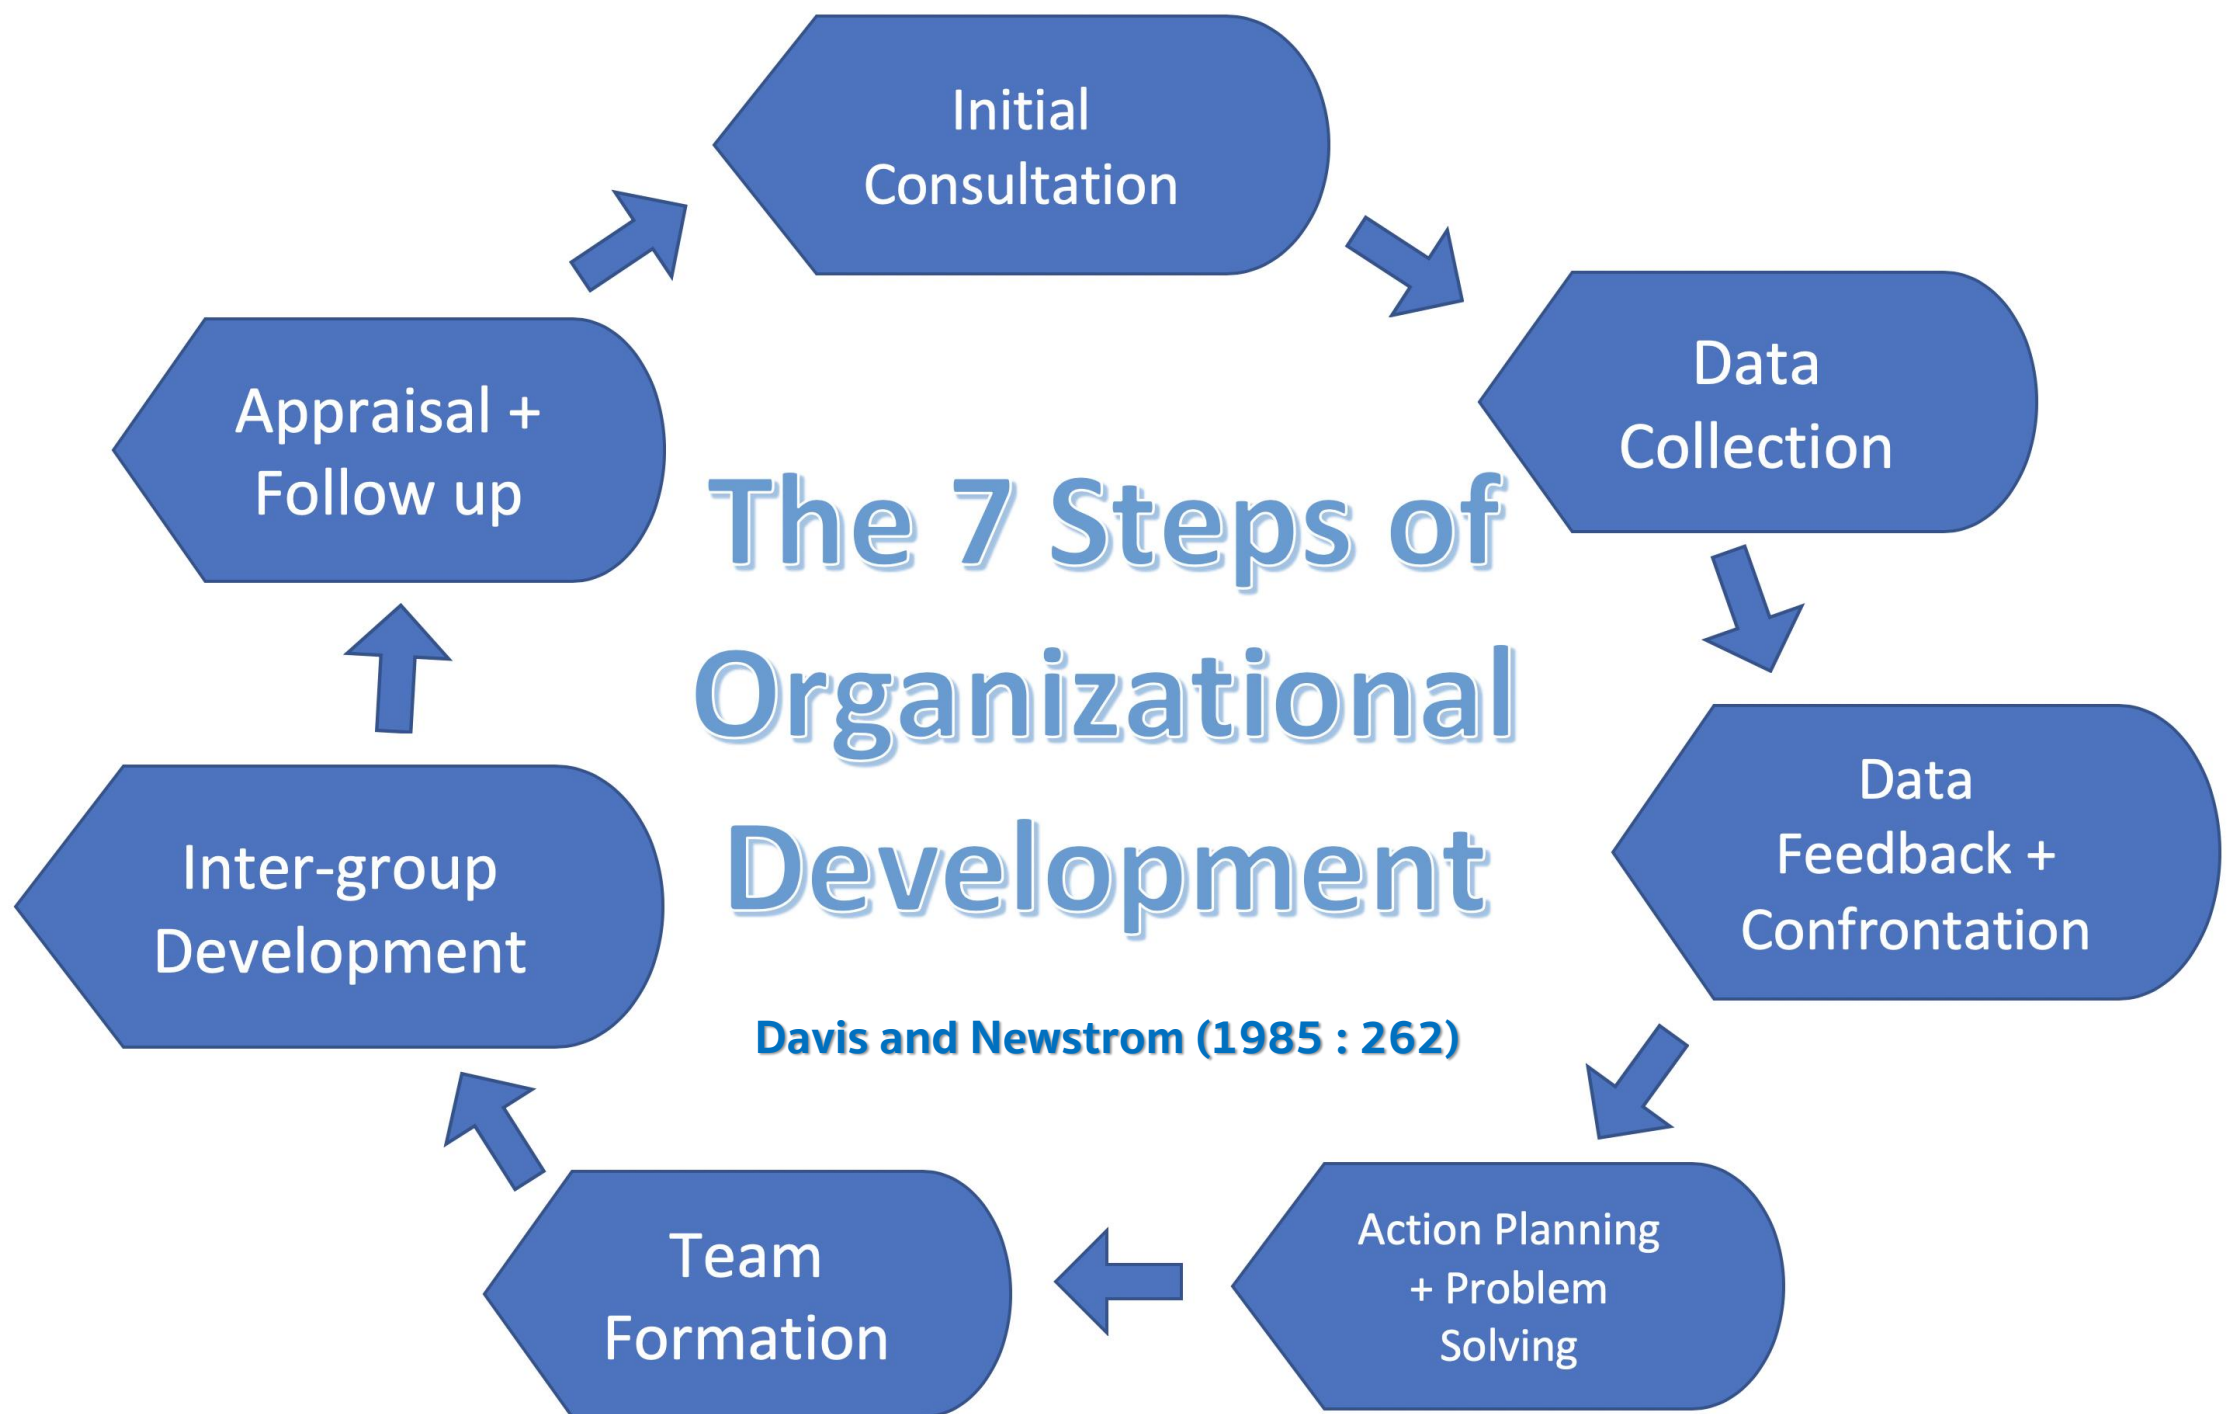 The 7 Steps of
Organizational
Development
Davis and Newstrom (1985 : 262)
Initial
Consultation
Data
Collection
Data
Feedback +
Confrontation
Action Planning
+ Problem
Solving
Team
Formation
Inter-group
Development
Appraisal +
Follow up